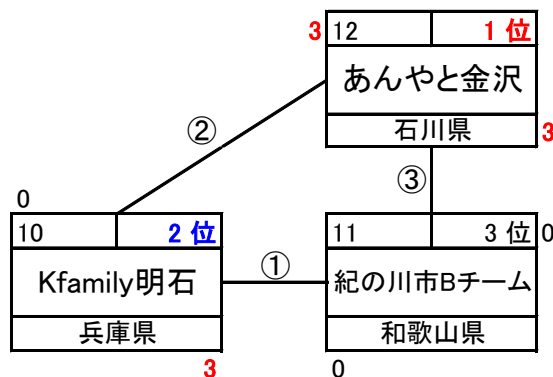 3 12 1 位
あんやと金沢
石川県 3
②
③
0
10 2 位
Kfamily明石
兵庫県
3
①
11 3 位 0
紀の川市Bチーム
和歌山県
0